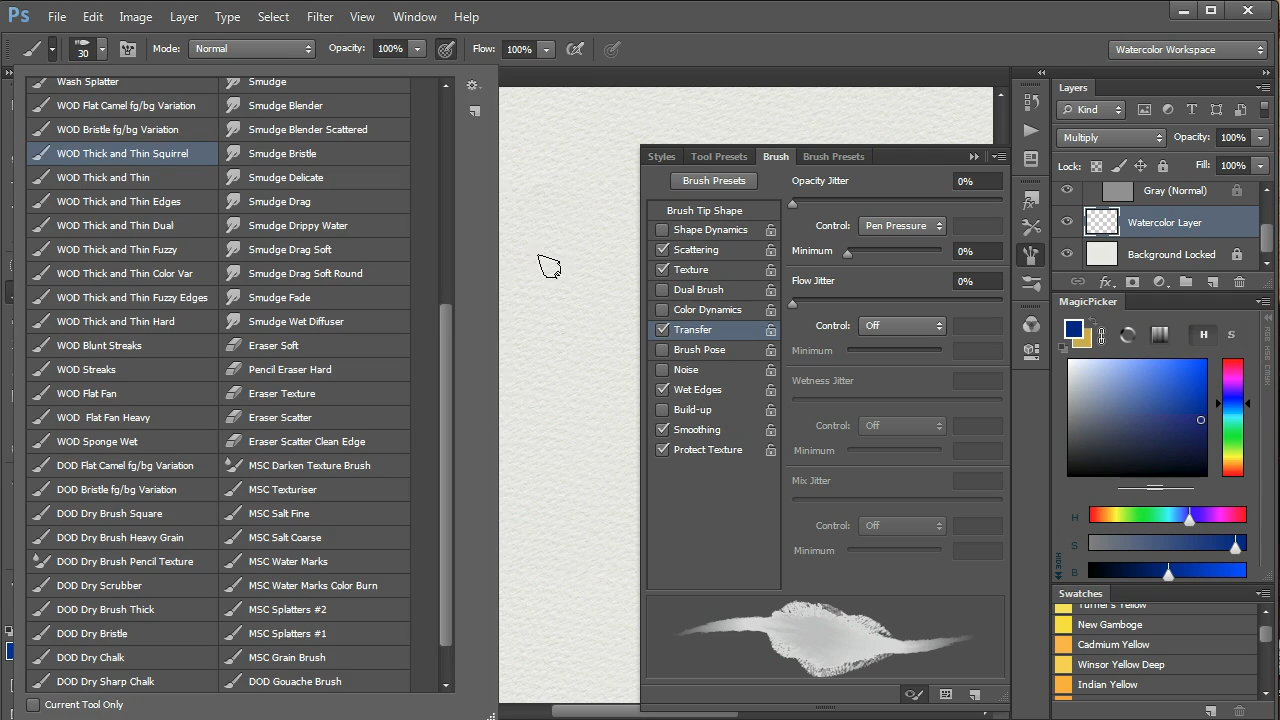 Ps File Edit Image Layer Type Select Filter View Window Help
30 Mode: Normal Opacity: 100% Flow: 100% Watercolor Workspace
Wash Splatter
WOD Flat Camel fg/bg Variation
WOD Bristle fg/bg Variation
WOD Thick and Thin Squirrel
WOD Thick and Thin
WOD Thick and Thin Edges
WOD Thick and Thin Dual
WOD Thick and Thin Fuzzy
WOD Thick and Thin Color Var
WOD Thick and Thin Fuzzy Edges
WOD Thick and Thin Hard
WOD Blunt Streaks
WOD Streaks
WOD Flat Fan
WOD Flat Fan Heavy
WOD Sponge Wet
DOD Flat Camel fg/bg Variation
DOD Bristle fg/bg Variation
DOD Dry Brush Square
DOD Dry Brush Heavy Grain
DOD Dry Brush Pencil Texture
DOD Dry Scrubber
DOD Dry Brush Thick
DOD Dry Bristle
DOD Dry Chalk
DOD Dry Sharp Chalk
Smudge
Smudge Blender
Smudge Blender Scattered
Smudge Bristle
Smudge Delicate
Smudge Drag
Smudge Drippy Water
Smudge Drag Soft
Smudge Drag Soft Round
Smudge Fade
Smudge Wet Diffuser
Eraser Soft
Pencil Eraser Hard
Eraser Texture
Eraser Scatter
Eraser Scatter Clean Edge
MSC Darken Texture Brush
MSC Texturiser
MSC Salt Fine
MSC Salt Coarse
MSC Water Marks
MSC Water Marks Color Burn
MSC Splatters #2
MSC Splatters #1
MSC Grain Brush
DOD Gouache Brush
Current Tool Only
Styles Tool Presets Brush Brush Presets
Brush Presets
Brush Tip Shape
Shape Dynamics
Scattering
Texture
Dual Brush
Color Dynamics
Transfer
Brush Pose
Noise
Wet Edges
Build-up
Smoothing
Protect Texture
Opacity Jitter 0%
Control: Pen Pressure
Minimum 0%
Flow Jitter 0%
Control: Off
Minimum
Wetness Jitter
Control: Off
Minimum
Mix Jitter
Control: Off
Minimum
Layers
Kind
Multiply Opacity: 100%
Lock: Fill: 100%
Gray (Normal)
Watercolor Layer
Background Locked
fx
MagicPicker
H S
RGB HSB CMYK
H
S
B
HIDE
Swatches
Turner's Yellow
New Gamboge
Cadmium Yellow
Winsor Yellow Deep
Indian Yellow